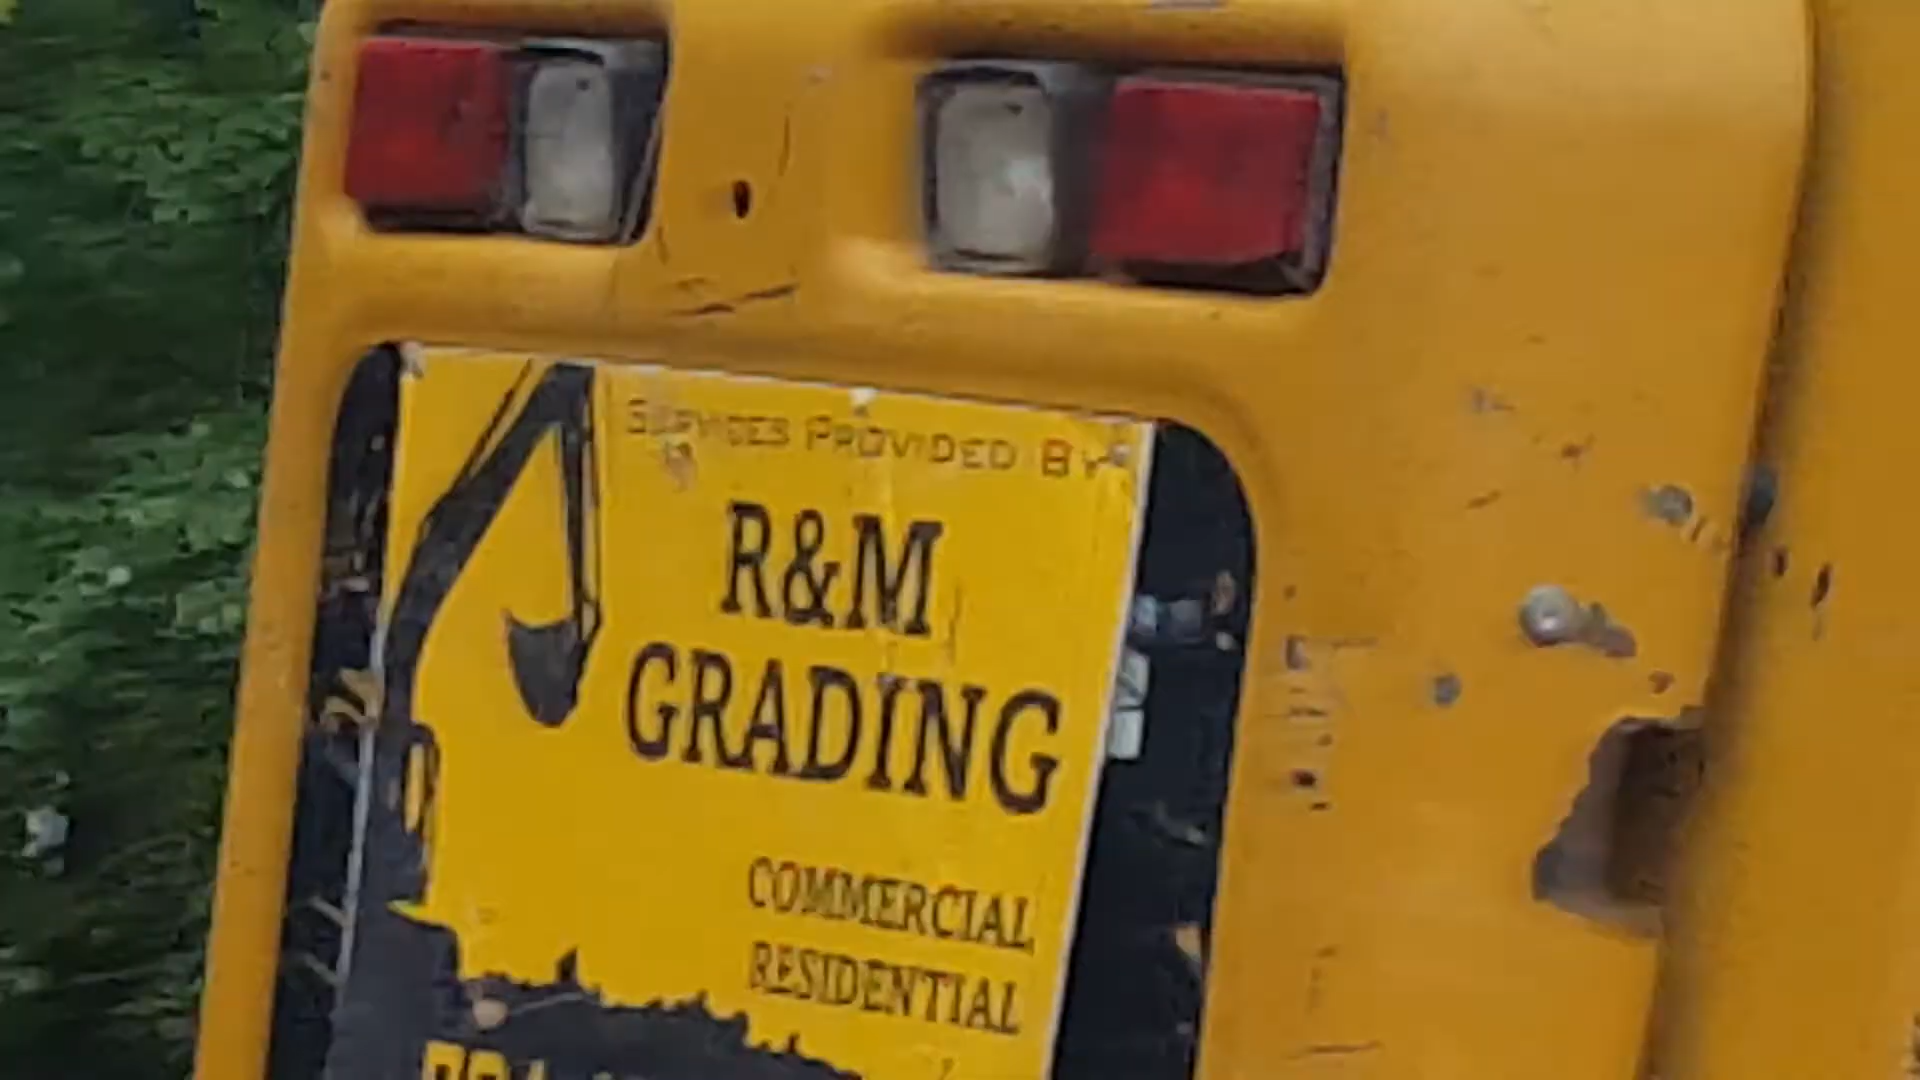 SERVICES PROVIDED BY
R&M
GRADING
COMMERCIAL
RESIDENTIAL